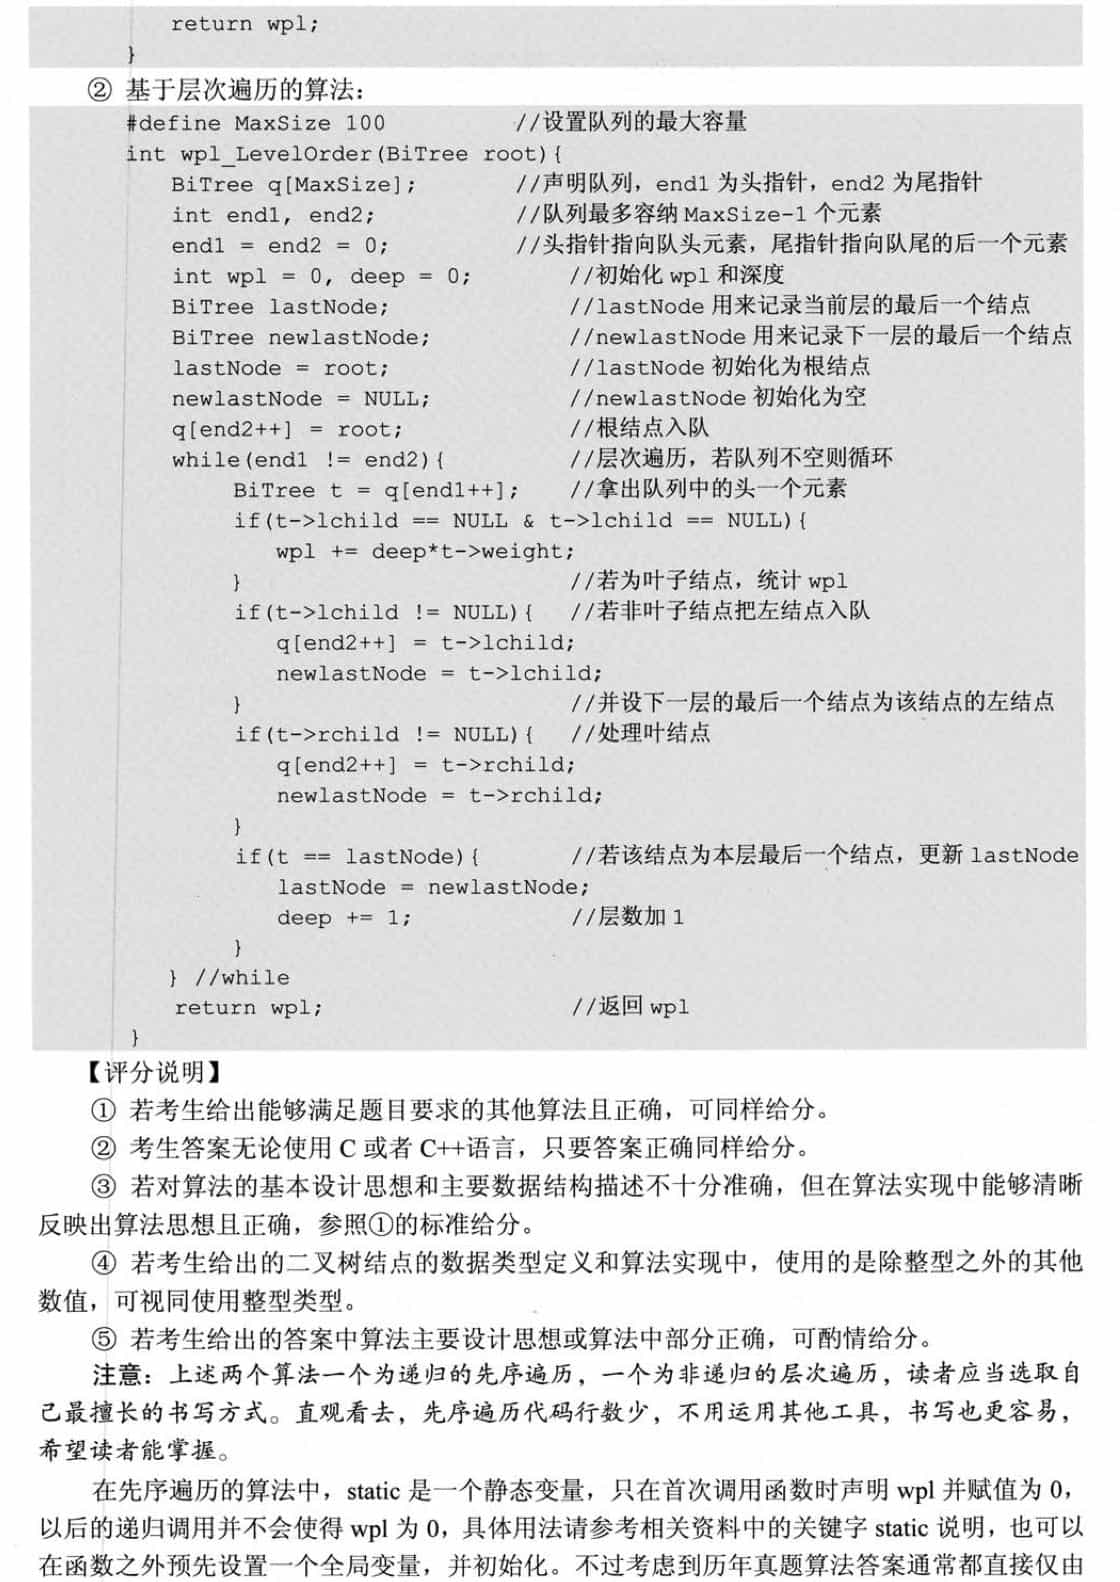 return wpl;
}
② 基于层次遍历的算法：
#define MaxSize 100 //设置队列的最大容量
int wpl_LevelOrder(BiTree root){
BiTree q[MaxSize]; //声明队列，end1 为头指针，end2 为尾指针
int end1, end2; //队列最多容纳 MaxSize-1 个元素
end1 = end2 = 0; //头指针指向队头元素，尾指针指向队尾的后一个元素
int wpl = 0, deep = 0; //初始化 wpl 和深度
BiTree lastNode; //lastNode 用来记录当前层的最后一个结点
BiTree newlastNode; //newlastNode 用来记录下一层的最后一个结点
lastNode = root; //lastNode 初始化为根结点
newlastNode = NULL; //newlastNode 初始化为空
q[end2++] = root; //根结点入队
while(end1 != end2){ //层次遍历，若队列不空则循环
BiTree t = q[end1++]; //拿出队列中的头一个元素
if(t->lchild == NULL & t->lchild == NULL){
wpl += deep*t->weight;
} //若为叶子结点，统计 wpl
if(t->lchild != NULL){ //若非叶子结点把左结点入队
q[end2++] = t->lchild;
newlastNode = t->lchild;
} //并设下一层的最后一个结点为该结点的左结点
if(t->rchild != NULL){ //处理叶结点
q[end2++] = t->rchild;
newlastNode = t->rchild;
}
if(t == lastNode){ //若该结点为本层最后一个结点，更新 lastNode
lastNode = newlastNode;
deep += 1; //层数加 1
}
} //while
return wpl; //返回 wpl
}
【评分说明】
① 若考生给出能够满足题目要求的其他算法且正确，可同样给分。
② 考生答案无论使用 C 或者 C++语言，只要答案正确同样给分。
③ 若对算法的基本设计思想和主要数据结构描述不十分准确，但在算法实现中能够清晰
反映出算法思想且正确，参照①的标准给分。
④ 若考生给出的二叉树结点的数据类型定义和算法实现中，使用的是除整型之外的其他
数值，可视同使用整型类型。
⑤ 若考生给出的答案中算法主要设计思想或算法中部分正确，可酌情给分。
注意：上述两个算法一个为递归的先序遍历，一个为非递归的层次遍历，读者应当选取自
己最擅长的书写方式。直观看去，先序遍历代码行数少，不用运用其他工具，书写也更容易，
希望读者能掌握。
在先序遍历的算法中，static 是一个静态变量，只在首次调用函数时声明 wpl 并赋值为 0，
以后的递归调用并不会使得 wpl 为 0，具体用法请参考相关资料中的关键字 static 说明，也可以
在函数之外预先设置一个全局变量，并初始化。不过考虑到历年真题算法答案通常都直接仅由